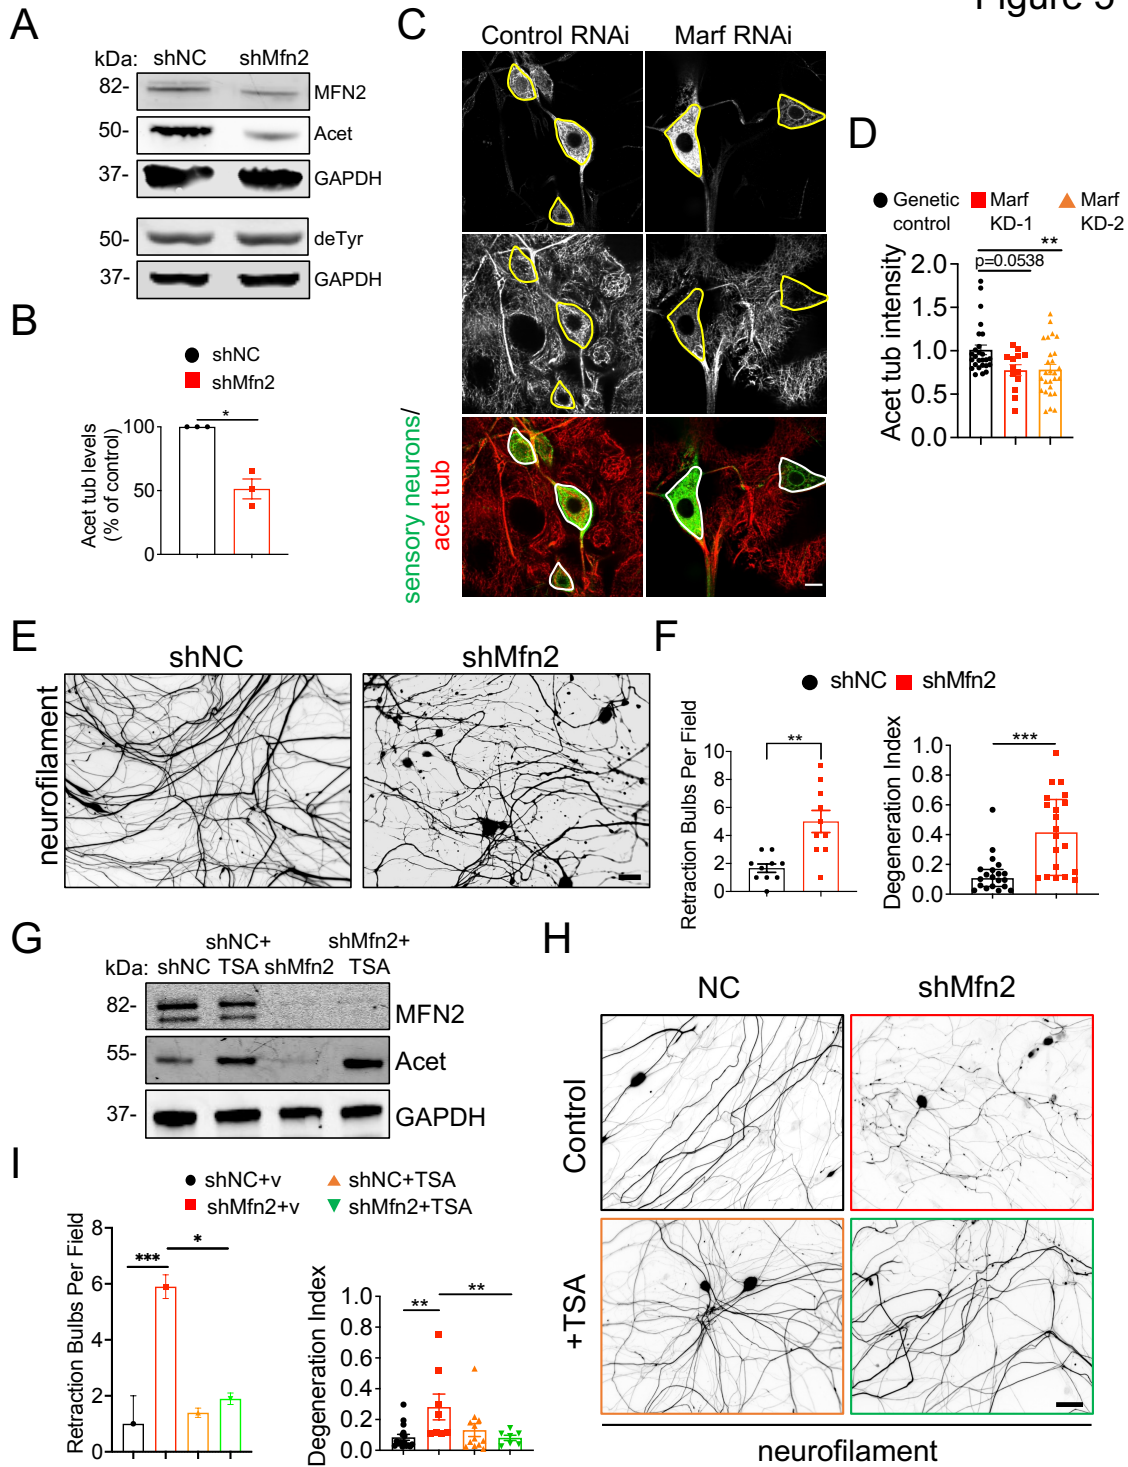 Figure 5
A
kDa: shNC shMfn2
82-
MFN2
50-
Acet
37-
GAPDH
50-
deTyr
37-
GAPDH
B
shNC
shMfn2
Acet tub levels
(% of control)
*
100
50
0
C
Control RNAi Marf RNAi
sensory neurons/
acet tub
D
Genetic
control
Marf
KD-1
Marf
KD-2
Acet tub intensity
**
p=0.0538
2.0
1.5
1.0
0.5
0.0
E
shNC shMfn2
neurofilament
F
shNC shMfn2
Retraction Bulbs Per Field
**
10
8
6
4
2
0
Degeneration Index
***
1.0
0.8
0.6
0.4
0.2
0.0
G
kDa: shNC
shNC+
TSA
shMfn2
shMfn2+
TSA
82-
MFN2
55-
Acet
37-
GAPDH
H
NC shMfn2
Control
+TSA
neurofilament
I
shNC+v
shMfn2+v
shNC+TSA
shMfn2+TSA
Retraction Bulbs Per Field
*** *
8
6
4
2
0
Degeneration Index
** **
1.0
0.8
0.6
0.4
0.2
0.0